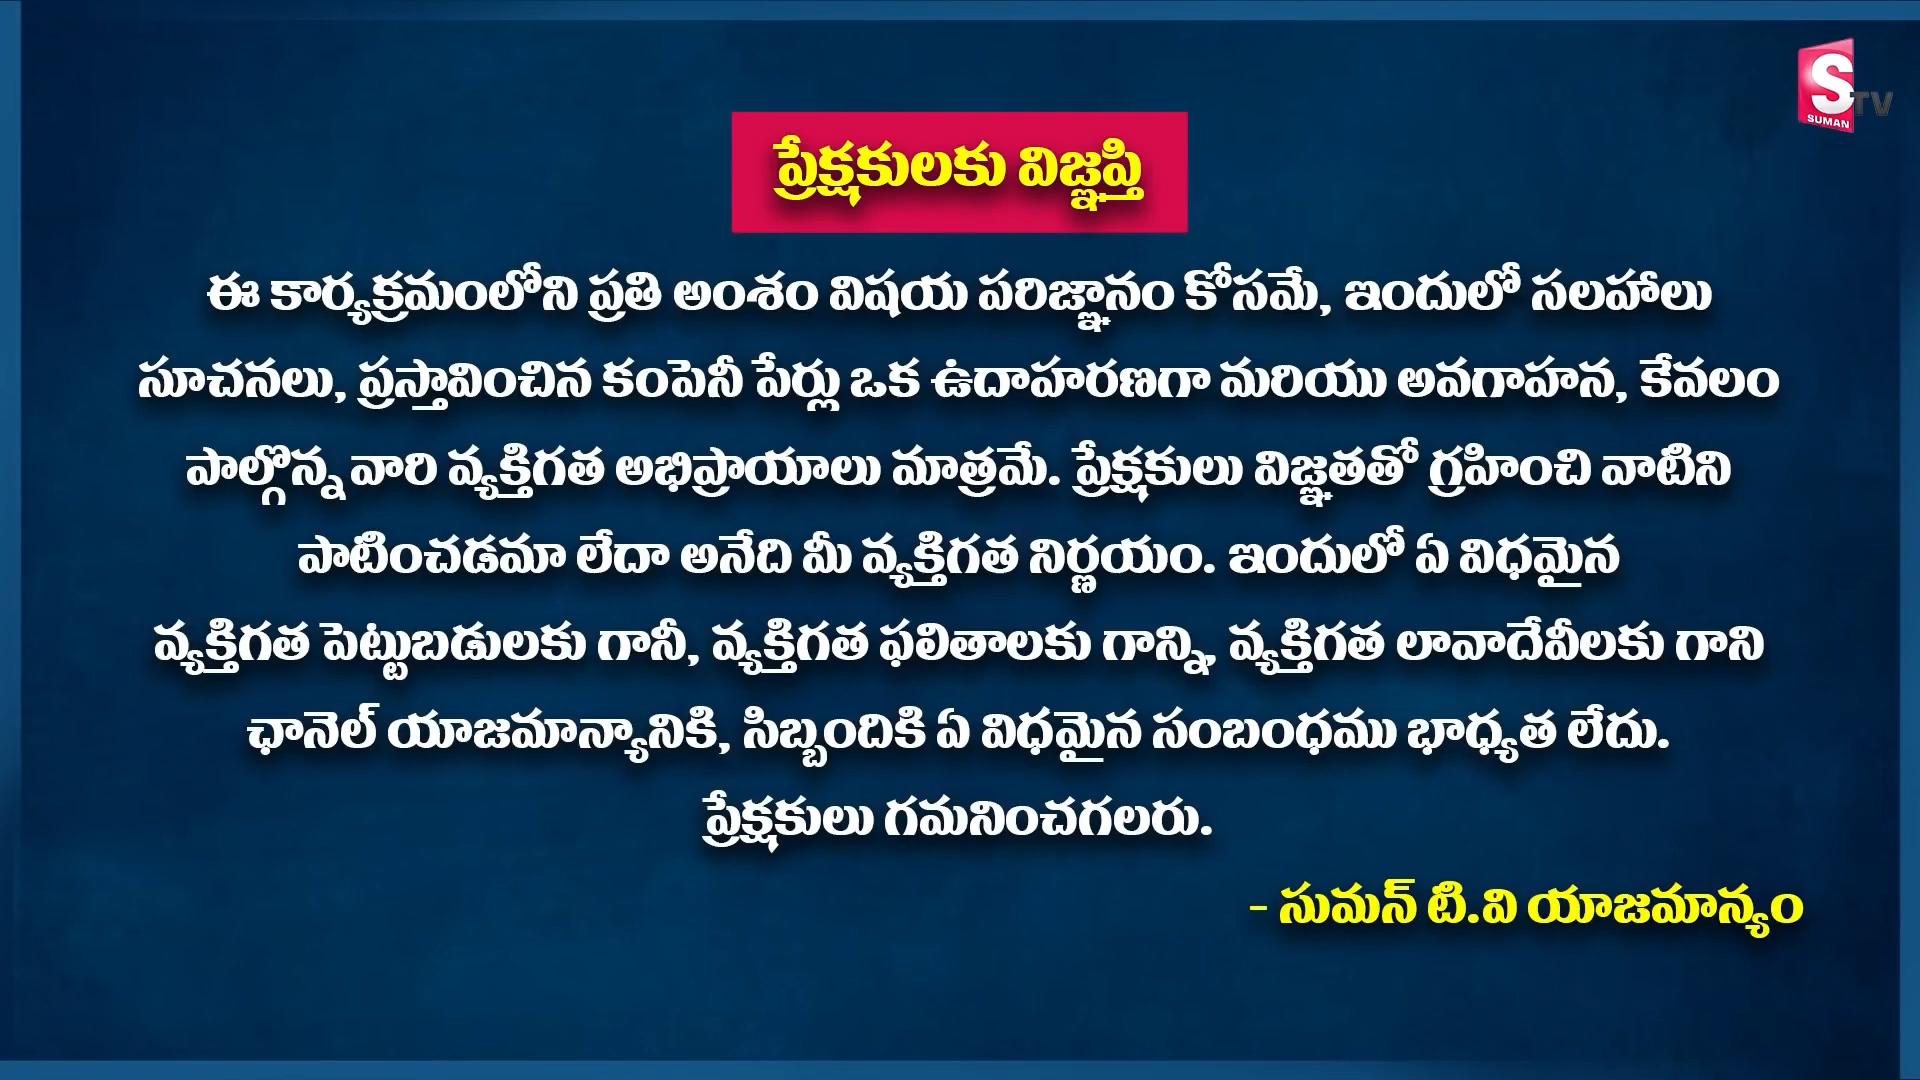 S
TV
SUMAN
ప్రేక్షకులకు విజ్ఞప్తి
ఈ కార్యక్రమంలోని ప్రతి అంశం విషయ పరిజ్ఞానం కోసమే, ఇందులో సలహాలు
సూచనలు, ప్రస్తావించిన కంపెనీ పేర్లు ఒక ఉదాహరణగా మరియు అవగాహన, కేవలం
పాల్గొన్న వారి వ్యక్తిగత అభిప్రాయాలు మాత్రమే. ప్రేక్షకులు విజ్ఞతతో గ్రహించి వాటిని
పాటించడమా లేదా అనేది మీ వ్యక్తిగత నిర్ణయం. ఇందులో ఏ విధమైన
వ్యక్తిగత పెట్టుబడులకు గానీ, వ్యక్తిగత ఫలితాలకు గాన్ని, వ్యక్తిగత లావాదేవీలకు గాని
ఛానెల్ యాజమాన్యానికి, సిబ్బందికి ఏ విధమైన సంబంధము భాధ్యత లేదు.
ప్రేక్షకులు గమనించగలరు.
- సుమన్ టి.వి యాజమాన్యం